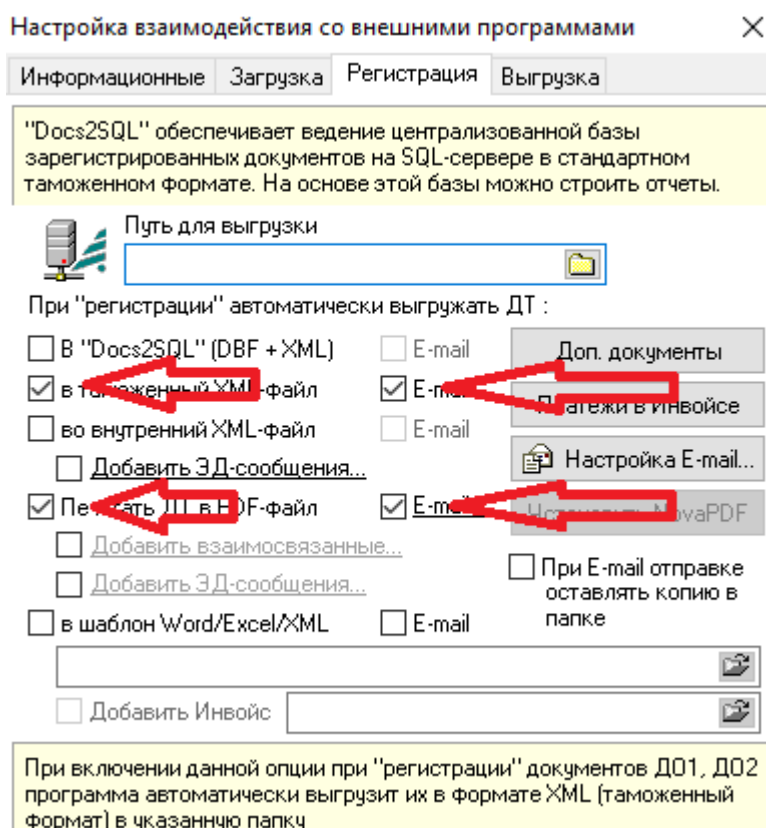 Настройка взаимодействия со внешними программами
Информационные Загрузка Регистрация Выгрузка
"Docs2SQL" обеспечивает ведение централизованной базы
зарегистрированных документов на SQL-сервере в стандартном
таможенном формате. На основе этой базы можно строить отчеты.
Путь для выгрузки
При "регистрации" автоматически выгружать ДТ :
В "Docs2SQL" (DBF + XML) E-mail Доп. документы
в таможенный XML-файл E-mail Платежи в Инвойсе
во внутренний XML-файл E-mail
Добавить ЭД-сообщения... Настройка E-mail...
Печатать ДТ в PDF-файл E-mail Установить NovaPDF
Добавить взаимосвязанные...
Добавить ЭД-сообщения... При E-mail отправке
оставлять копию в
в шаблон Word/Excel/XML E-mail папке
Добавить Инвойс
При включении данной опции при "регистрации" документов ДО1, ДО2
программа автоматически выгрузит их в формате XML (таможенный
формат) в указанную папку